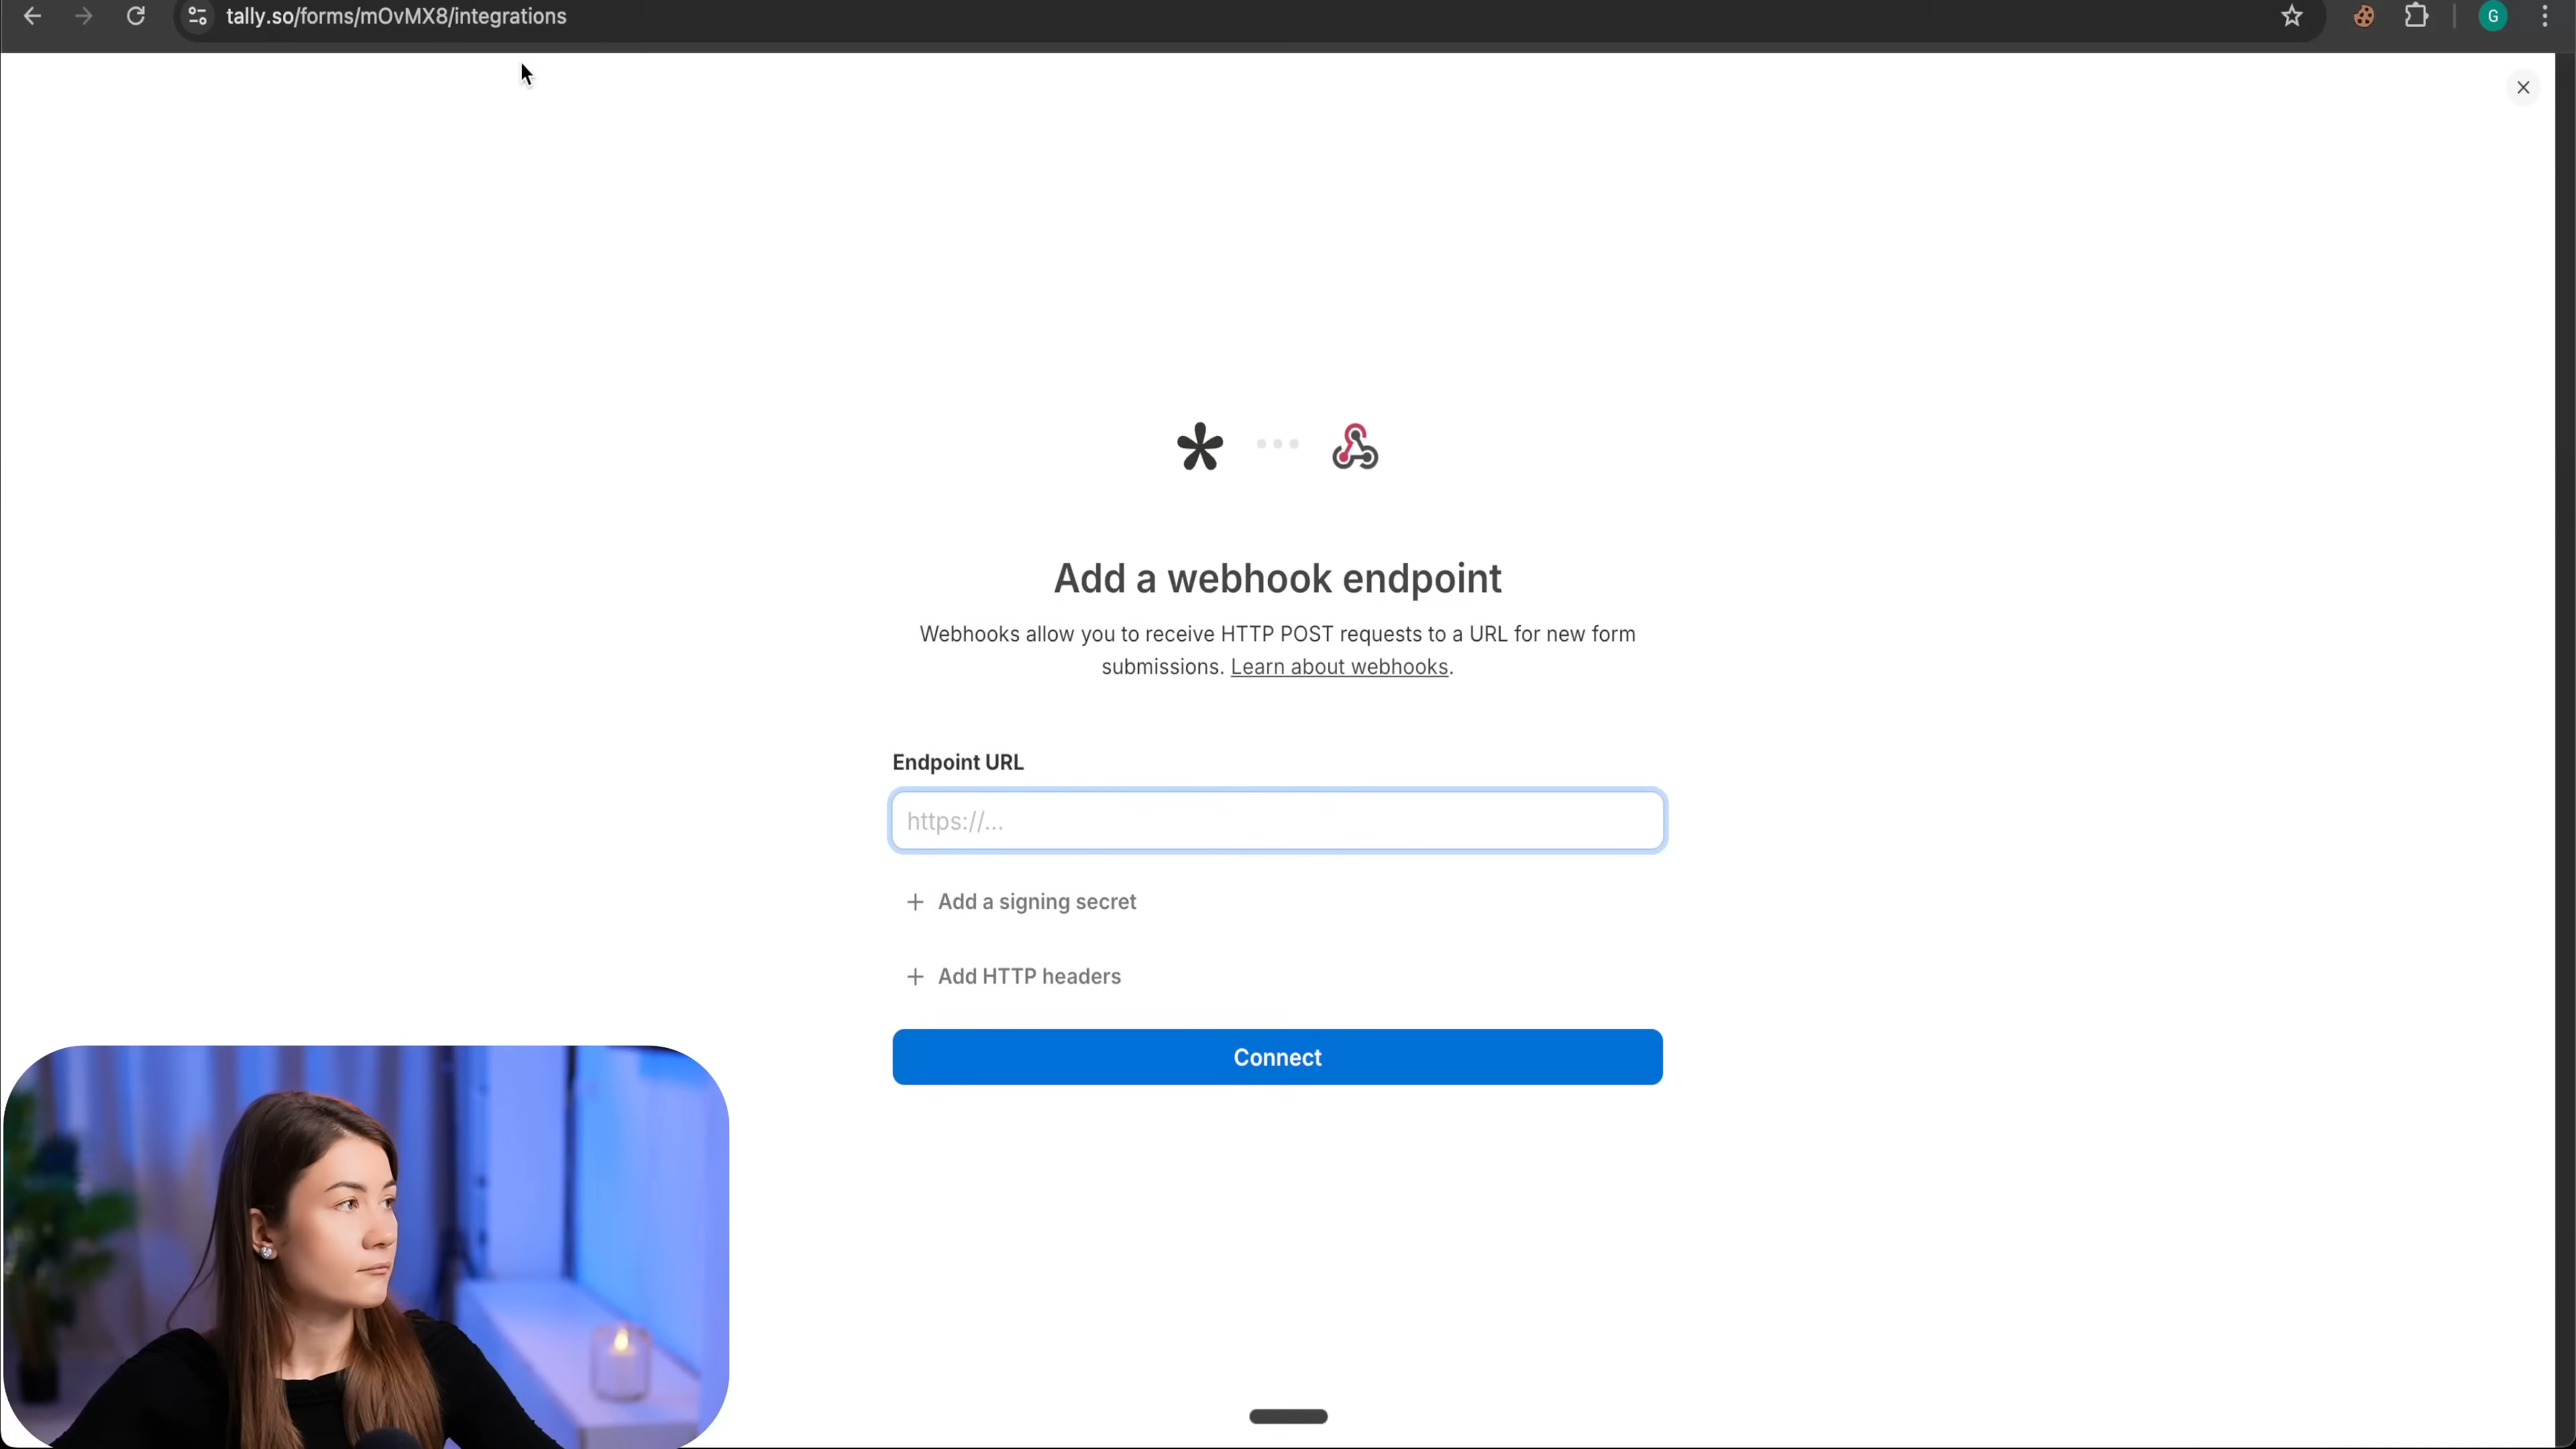 tally.so/forms/mOvMX8/integrations
G
Add a webhook endpoint
Webhooks allow you to receive HTTP POST requests to a URL for new form
submissions. Learn about webhooks.
Endpoint URL
https://...
+ Add a signing secret
+ Add HTTP headers
Connect